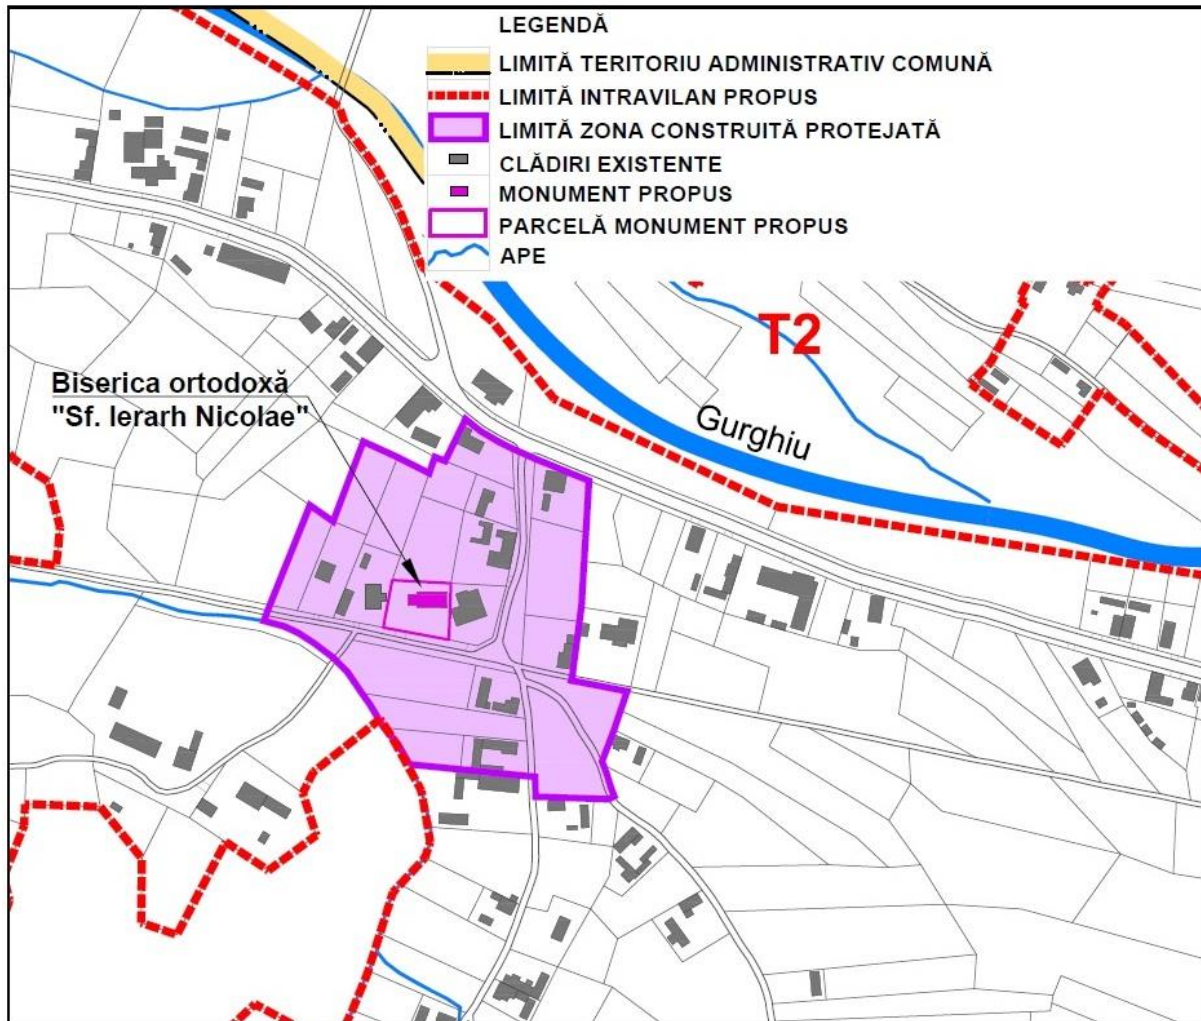 LEGENDĂ
LIMITĂ TERITORIU ADMINISTRATIV COMUNĂ
LIMITĂ INTRAVILAN PROPUS
LIMITĂ ZONA CONSTRUITĂ PROTEJATĂ
CLĂDIRI EXISTENTE
MONUMENT PROPUS
PARCELĂ MONUMENT PROPUS
APE
T2
Biserica ortodoxă
"Sf. Ierarh Nicolae"
Gurghiu